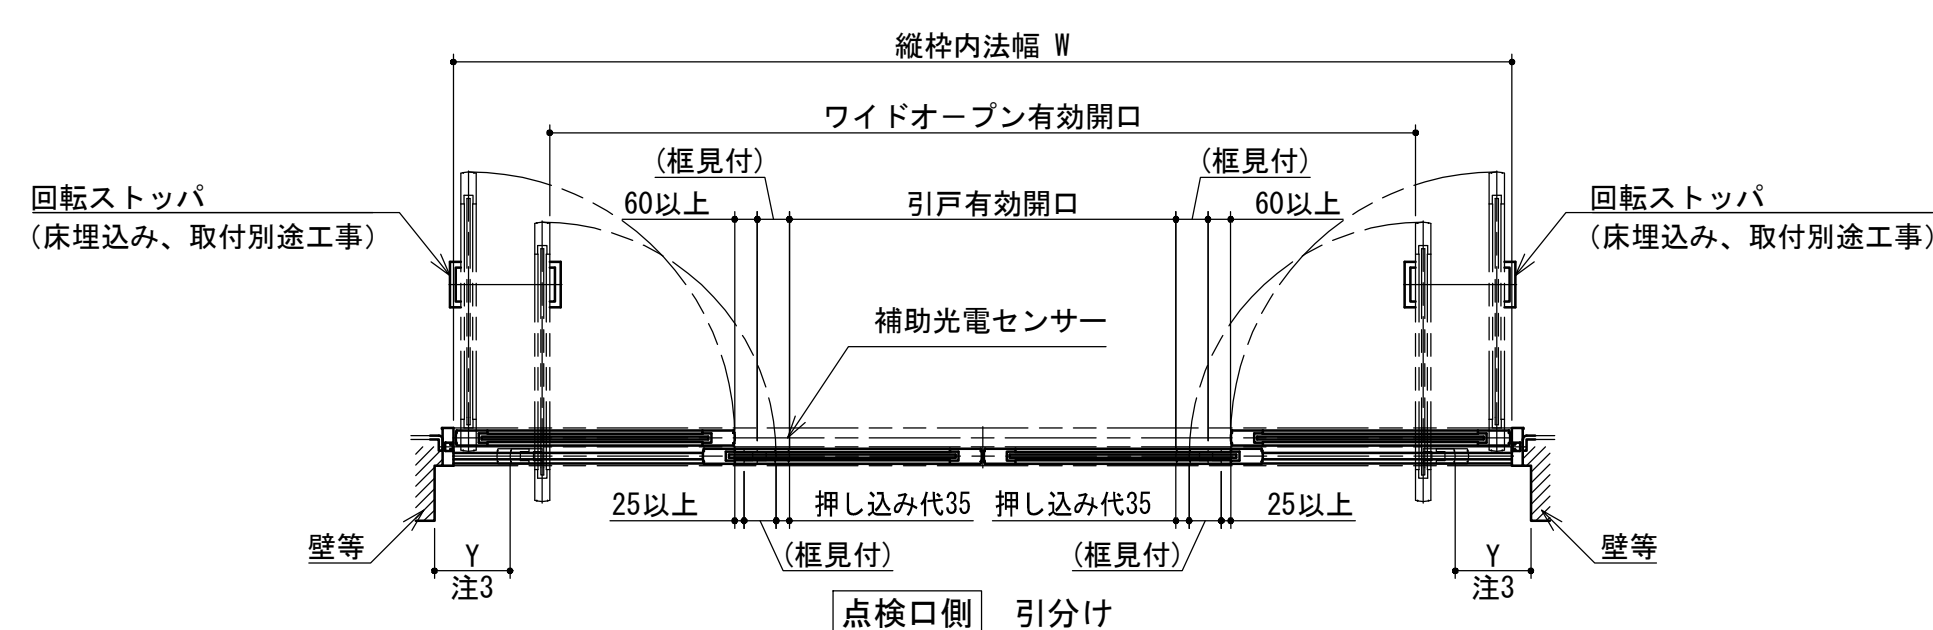 縦枠内法幅 W
ワイドオープン有効開口
(框見付)
(框見付)
回転ストッパ
(床埋込み、取付別途工事)
60以上
引戸有効開口
60以上
回転ストッパ
(床埋込み、取付別途工事)
補助光電センサー
25以上
押し込み代35
押し込み代35
25以上
壁等
Y
注3
(框見付)
(框見付)
Y
注3
壁等
点検口側 引分け